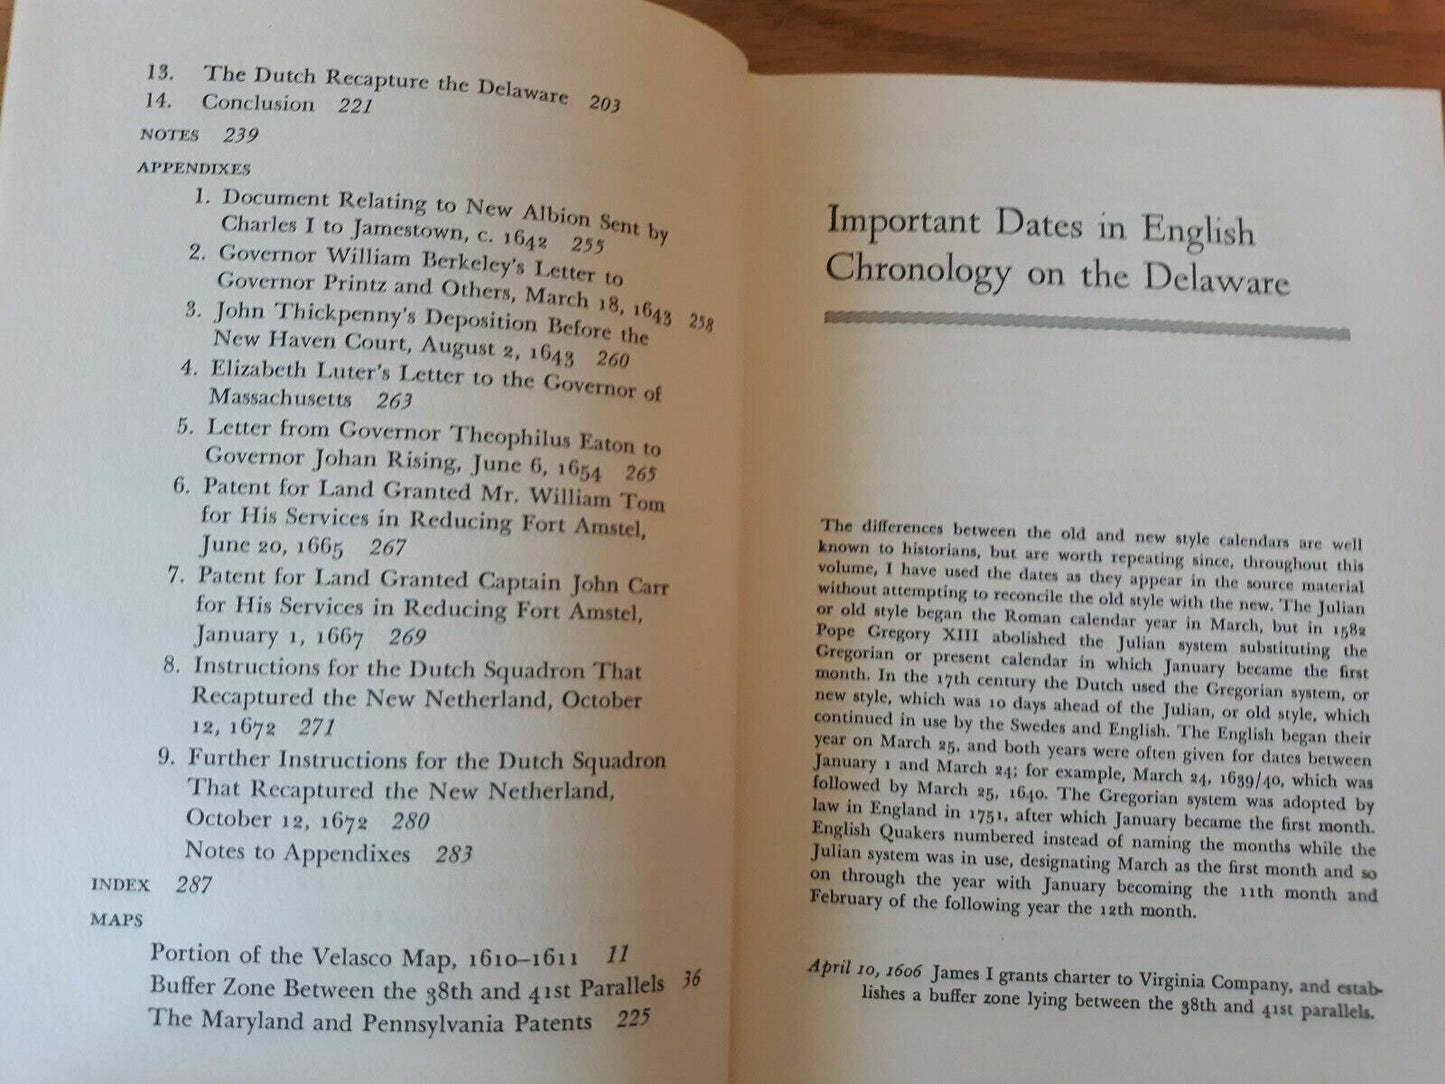 13. The Dutch Recapture the Delaware 203
14. Conclusion 221
NOTES 239
APPENDIXES
1. Document Relating to New Albion Sent by
Charles I to Jamestown, c. 1642 255
2. Governor William Berkeley's Letter to
Governor Printz and Others, March 18, 1643 258
3. John Thickpenny's Deposition Before the
New Haven Court, August 2, 1643 260
4. Elizabeth Luter's Letter to the Governor of
Massachusetts 263
5. Letter from Governor Theophilus Eaton to
Governor Johan Rising, June 6, 1654 265
6. Patent for Land Granted Mr. William Tom
for His Services in Reducing Fort Amstel,
June 20, 1665 267
7. Patent for Land Granted Captain John Carr
for His Services in Reducing Fort Amstel,
January 1, 1667 269
8. Instructions for the Dutch Squadron That
Recaptured the New Netherland, October
12, 1672 271
9. Further Instructions for the Dutch Squadron
That Recaptured the New Netherland,
October 12, 1672 280
Notes to Appendixes 283
INDEX 287
MAPS
Portion of the Velasco Map, 1610–1611 11
Buffer Zone Between the 38th and 41st Parallels 36
The Maryland and Pennsylvania Patents 225
Important Dates in English
Chronology on the Delaware
The differences between the old and new style calendars are well
known to historians, but are worth repeating since, throughout this
volume, I have used the dates as they appear in the source material
without attempting to reconcile the old style with the new. The Julian
or old style began the Roman calendar year in March, but in 1582
Pope Gregory XIII abolished the Julian system substituting the
Gregorian or present calendar in which January became the first
month. In the 17th century the Dutch used the Gregorian system, or
new style, which was 10 days ahead of the Julian, or old style, which
continued in use by the Swedes and English. The English began their
year on March 25, and both years were often given for dates between
January 1 and March 24; for example, March 24, 1639/40, which was
followed by March 25, 1640. The Gregorian system was adopted by
law in England in 1751, after which January became the first month.
English Quakers numbered instead of naming the months while the
Julian system was in use, designating March as the first month and so
on through the year with January becoming the 11th month and
February of the following year the 12th month.
April 10, 1606 James I grants charter to Virginia Company, and estab-
lishes a buffer zone lying between the 38th and 41st parallels.